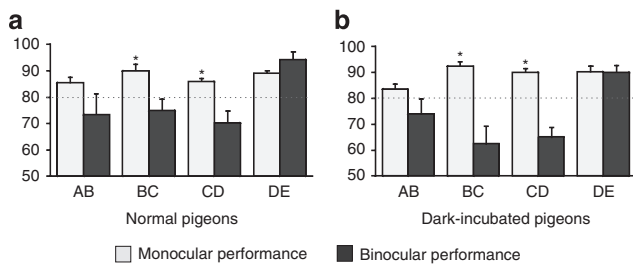 a
100
90
80
70
60
50
* *
AB BC CD DE
Normal pigeons
b
100
90
80
70
60
50
* *
AB BC CD DE
Dark-incubated pigeons
Monocular performance Binocular performance